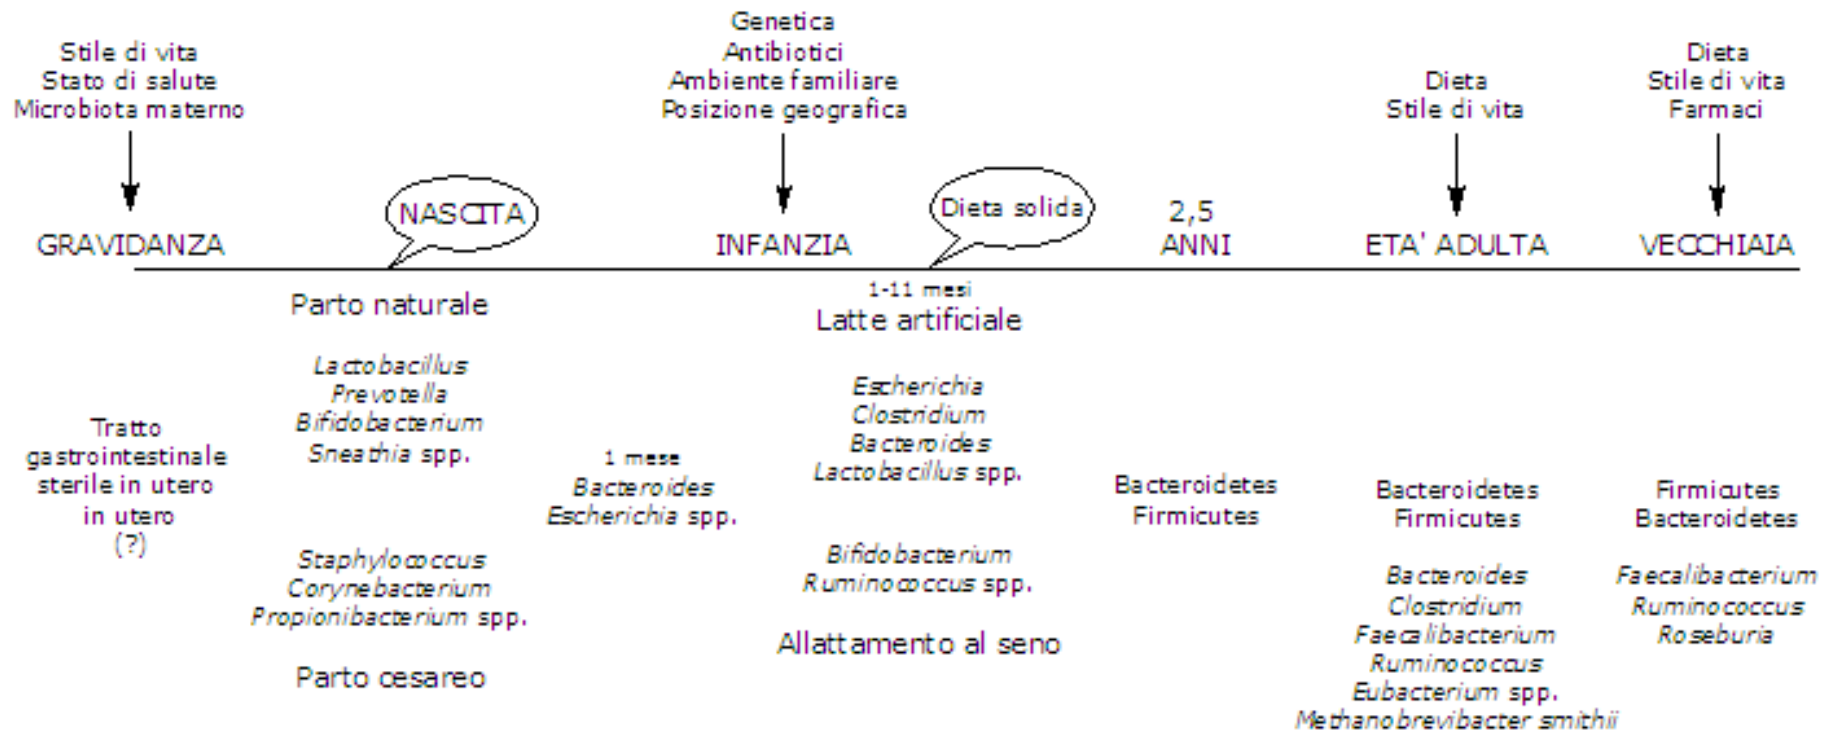 Stile di vita
Stato di salute
Microbiota materno
GRAVIDANZA
Tratto
gastrointestinale
sterile in utero
in utero
(?)
NASCITA
Parto naturale
Lactobacillus
Prevotella
Bifidobacterium
Sneathia spp.
Staphylococcus
Corynebacterium
Propionibacterium spp.
Parto cesareo
1 mese
Bacteroides
Escherichia spp.
Genetica
Antibiotici
Ambiente familiare
Posizione geografica
INFANZIA
Dieta solida
1-11 mesi
Latte artificiale
Escherichia
Clostridium
Bacteroides
Lactobacillus spp.
Bifidobacterium
Ruminococcus spp.
Allattamento al seno
2,5
ANNI
Bacteroidetes
Firmicutes
Dieta
Stile di vita
ETA' ADULTA
Bacteroidetes
Firmicutes
Bacteroides
Clostridium
Faecalibacterium
Ruminococcus
Eubacterium spp.
Methanobrevibacter smithii
Dieta
Stile di vita
Farmaci
VECCHIAIA
Firmicutes
Bacteroidetes
Faecalibacterium
Ruminococcus
Roseburia